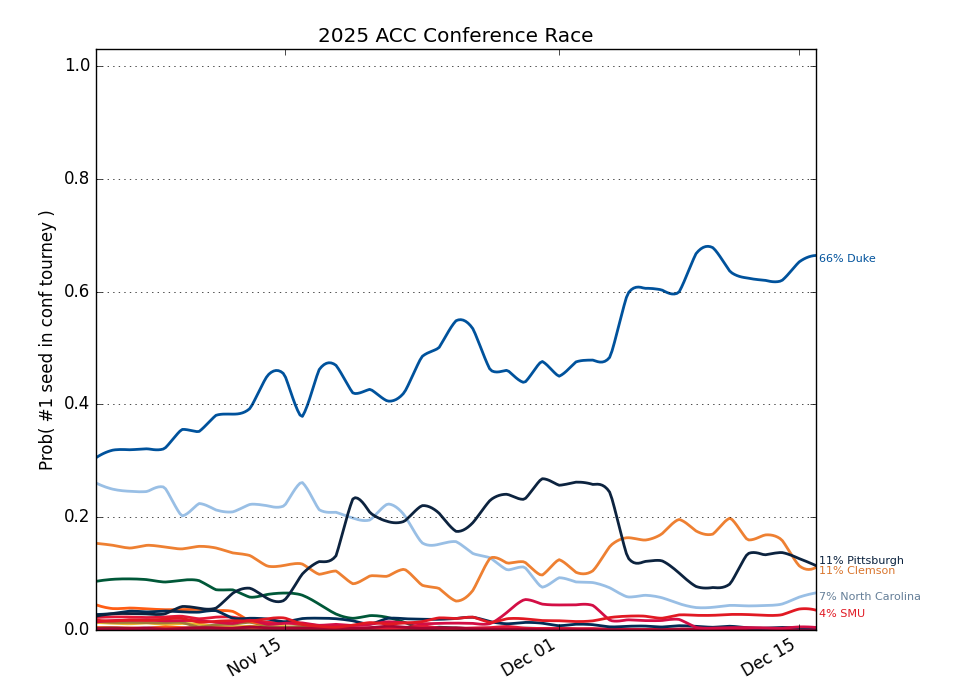 2025 ACC Conference Race
Prob( #1 seed in conf tourney )
1.0
0.8
0.6
0.4
0.2
0.0
Nov 15
Dec 01
Dec 15
66% Duke
11% Pittsburgh
11% Clemson
7% North Carolina
4% SMU